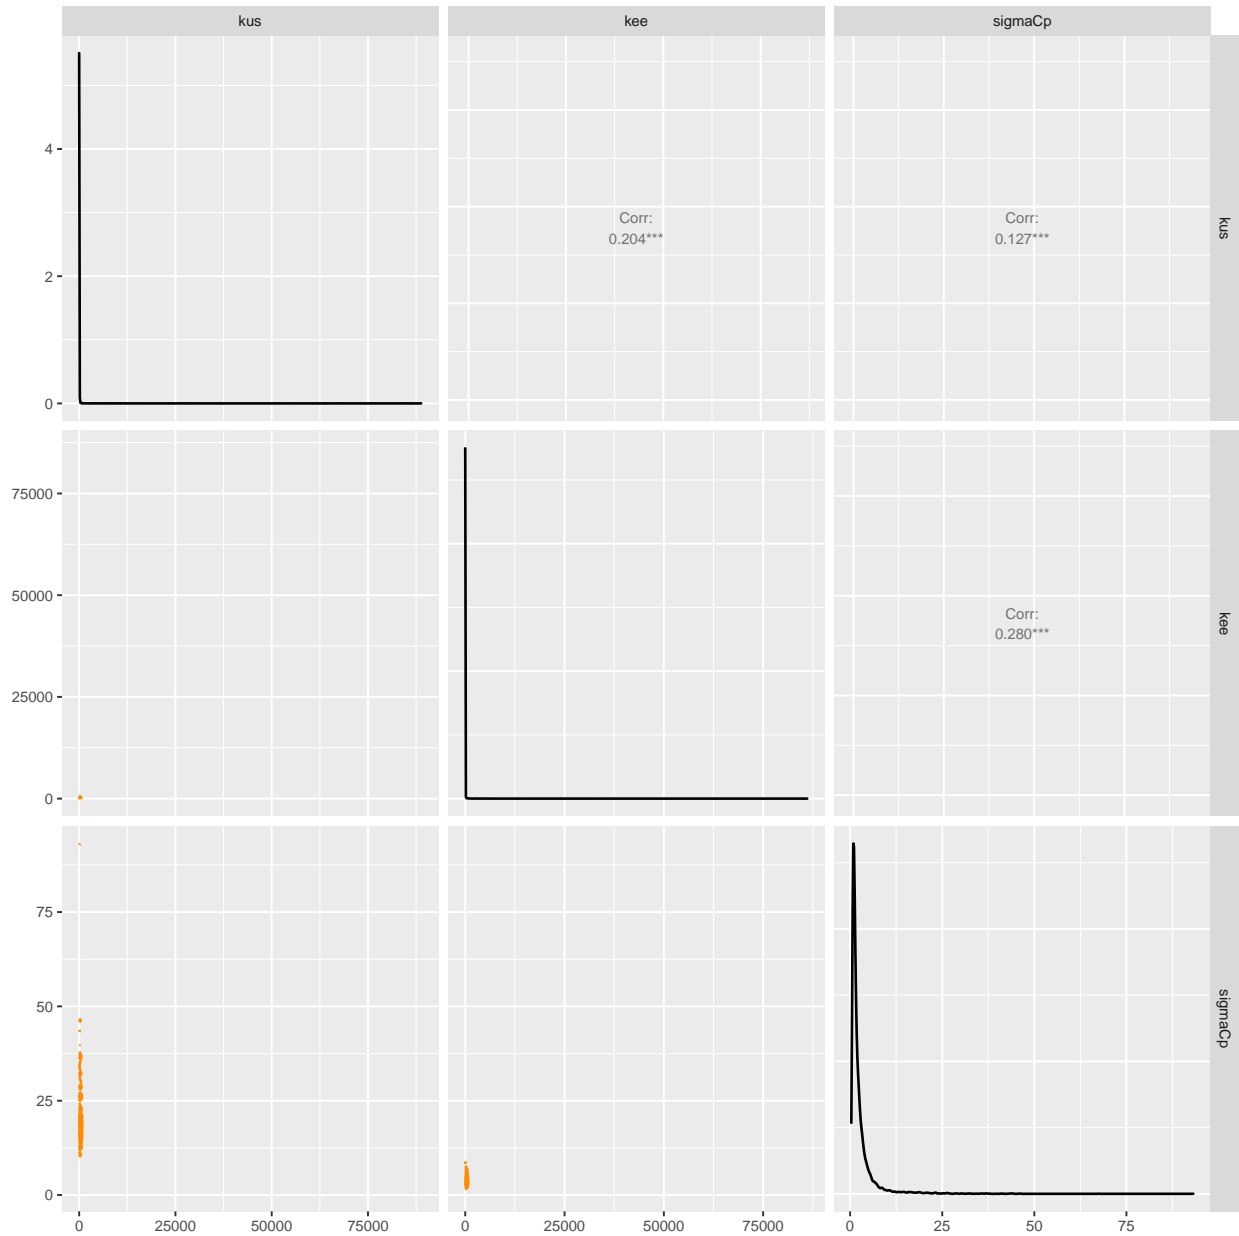 kus kee sigmaCp
4
2
0
Corr:
0.204***
Corr:
0.127***
kus
75000
50000
25000
0
Corr:
0.280***
kee
75
50
25
0
sigmaCp
0 25000 50000 75000 0 25000 50000 75000 0 25 50 75